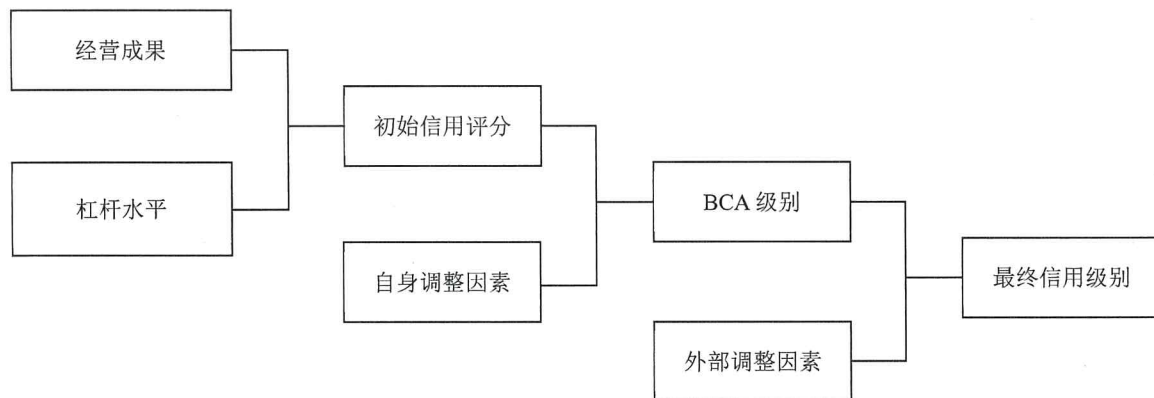 经营成果
杠杆水平
初始信用评分
自身调整因素
BCA 级别
外部调整因素
最终信用级别